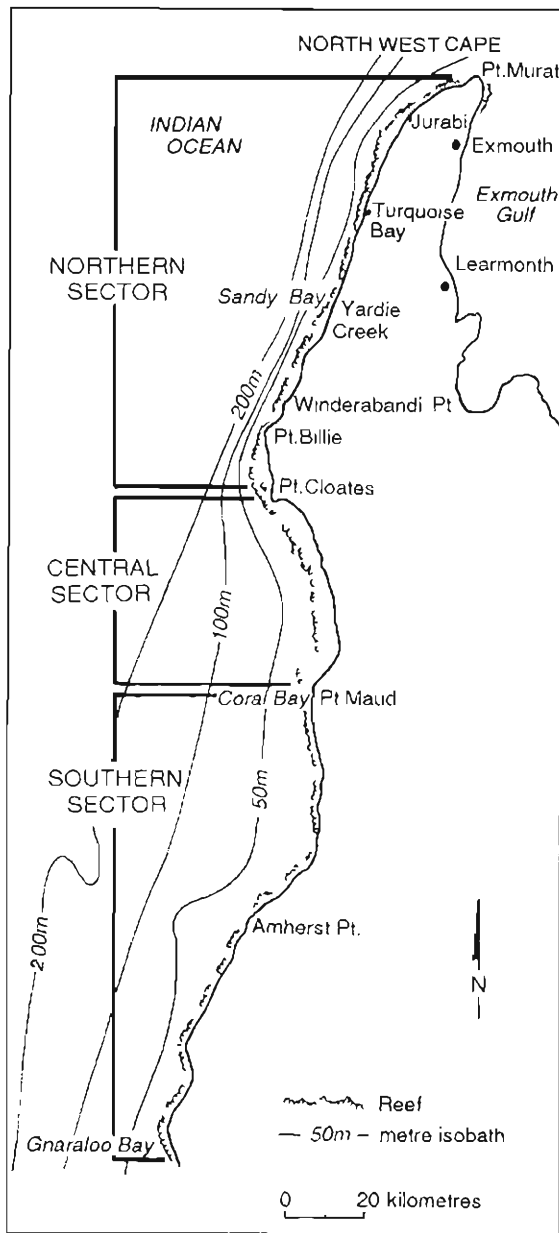 NORTH WEST CAPE
Pt.Murat
INDIAN
OCEAN
Jurabi
Exmouth
Exmouth
Gulf
Turquoise
Bay
NORTHERN
SECTOR
Learmonth
Sandy Bay
Yardie
Creek
200m
Winderabandi Pt
Pt.Billie
Pt.Cloates
CENTRAL
SECTOR
100m
Coral Bay Pt Maud
SOUTHERN
SECTOR
50m
200m
Amherst Pt.
N
Reef
Gnaraloo Bay
– 50m – metre isobath
0 20 kilometres